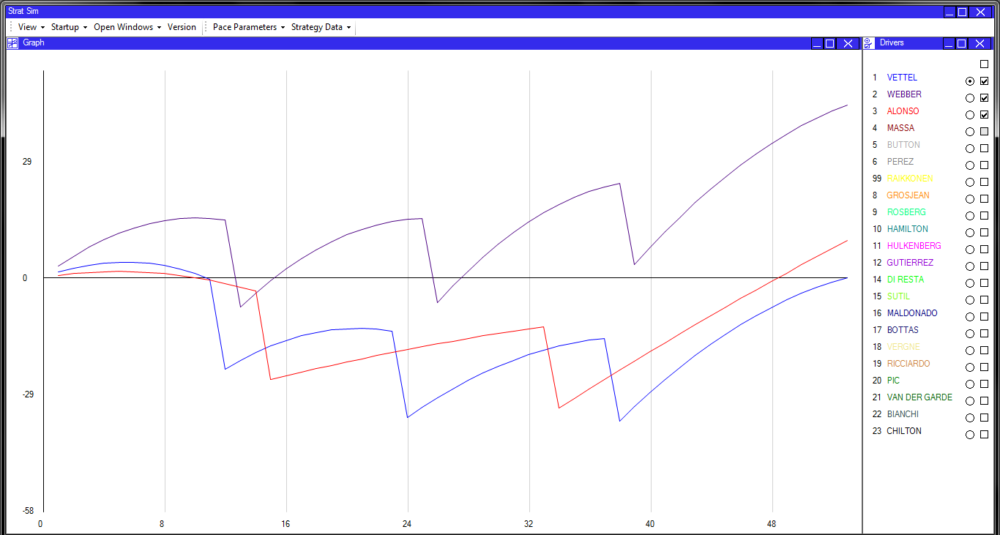 Strat Sim
View Startup Open Windows Version Pace Parameters Strategy Data
Graph
29
0
-29
-58
0 8 16 24 32 40 48
Drivers
1 VETTEL
2 WEBBER
3 ALONSO
4 MASSA
5 BUTTON
6 PEREZ
99 RAIKKONEN
8 GROSJEAN
9 ROSBERG
10 HAMILTON
11 HULKENBERG
12 GUTIERREZ
14 DI RESTA
15 SUTIL
16 MALDONADO
17 BOTTAS
18 VERGNE
19 RICCIARDO
20 PIC
21 VAN DER GARDE
22 BIANCHI
23 CHILTON